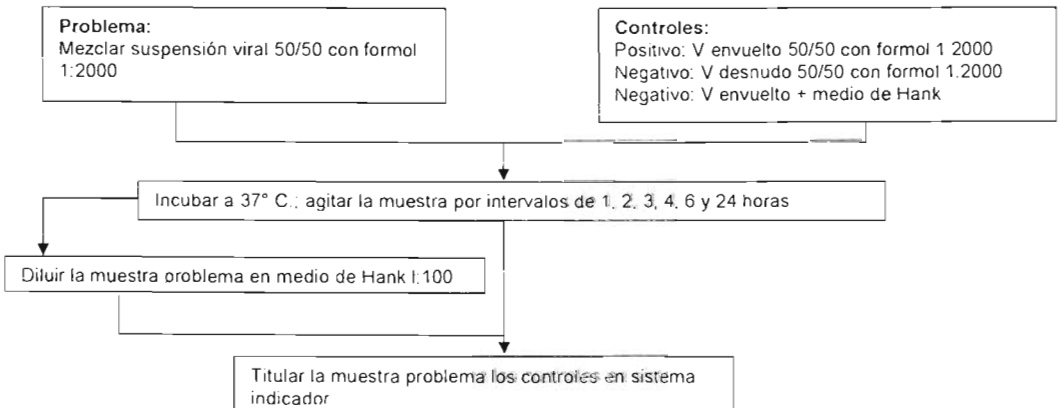 Problema:
Mezclar suspensión viral 50/50 con formol
1:2000
Controles:
Positivo: V envuelto 50/50 con formol 1 2000
Negativo: V desnudo 50/50 con formol 1.2000
Negativo: V envuelto + medio de Hank
Incubar a 37° C.; agitar la muestra por intervalos de 1, 2, 3, 4, 6 y 24 horas
Diluir la muestra problema en medio de Hank I:100
Titular la muestra problema los controles en sistema
indicador